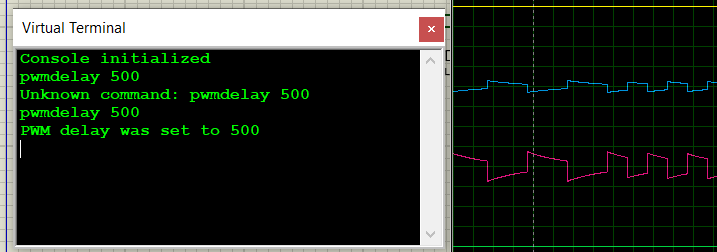 Virtual Terminal
Console initialized
pwmdelay 500
Unknown command: pwmdelay 500
pwmdelay 500
PWM delay was set to 500